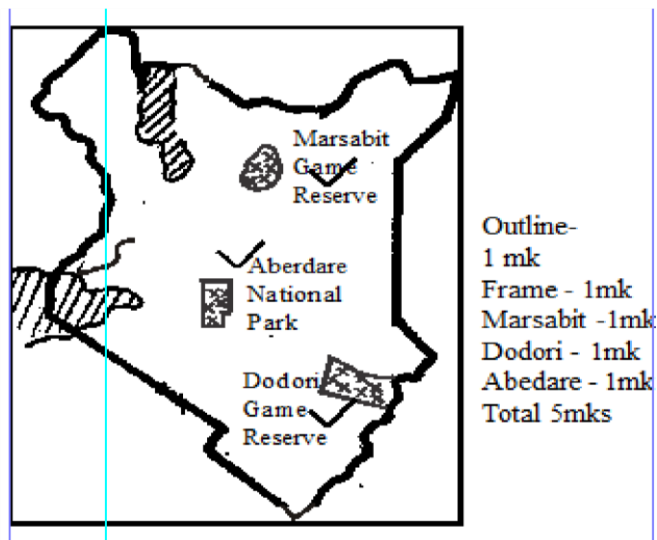 Marsabit
Game
Reserve
Aberdare
National
Park
Dodori
Game
Reserve
Outline-
1 mk
Frame - 1mk
Marsabit -1mk
Dodori - 1mk
Abedare - 1mk
Total 5mks